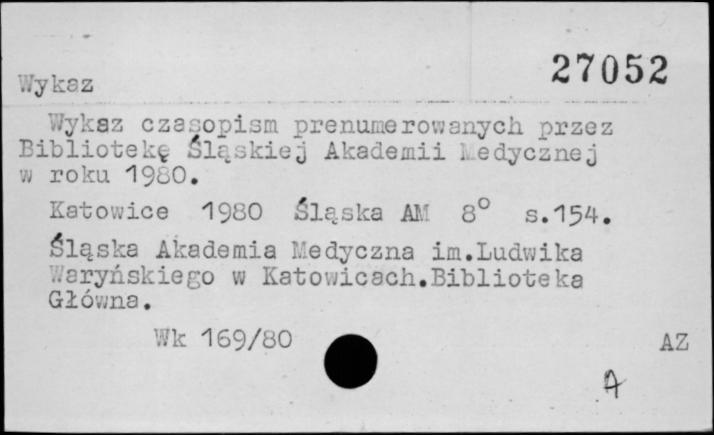 27052
Wykaz
Wykaz czasopism prenumerowanych przez
Bibliotekę Śląskiej Akademii Medycznej
w roku 1980.
Katowice 1980 Śląska AM 8° s.154.
Śląska Akademia Medyczna im.Ludwika
Waryńskiego w Katowicach.Biblioteka
Główna.
Wk 169/80
AZ
A